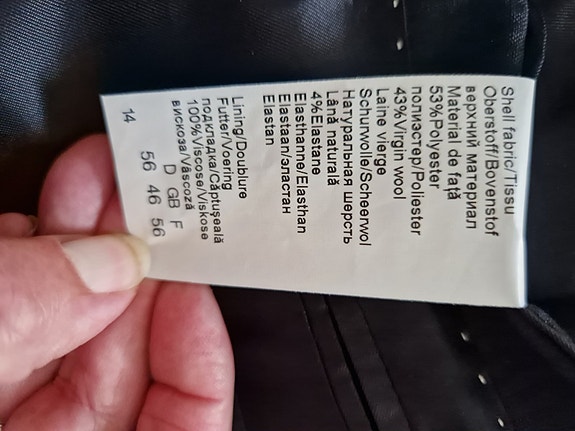 Shell fabric/Tissu
Oberstoff/Bovenstof
верхний материал
Material de faţă
53%Polyester
полиэстер/Poliester
43%Virgin wool
Laine vierge
Schurwolle/Scheerwol
Натуральная шерсть
Lână naturală
4%Elastane
Elasthanne/Elasthan
Elastaan/эластан
Elastan
Lining/Doublure
Futter/Voering
подкладка/Căptuşeală
100%Viscose/Viskose
вискоза/Vâscoză
D GB F
56 46 56
14